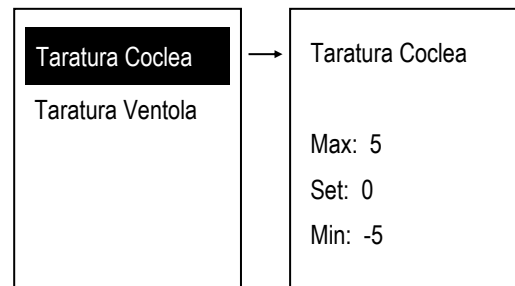 Taratura Coclea
Taratura Ventola
Taratura Coclea
Max: 5
Set: 0
Min: -5